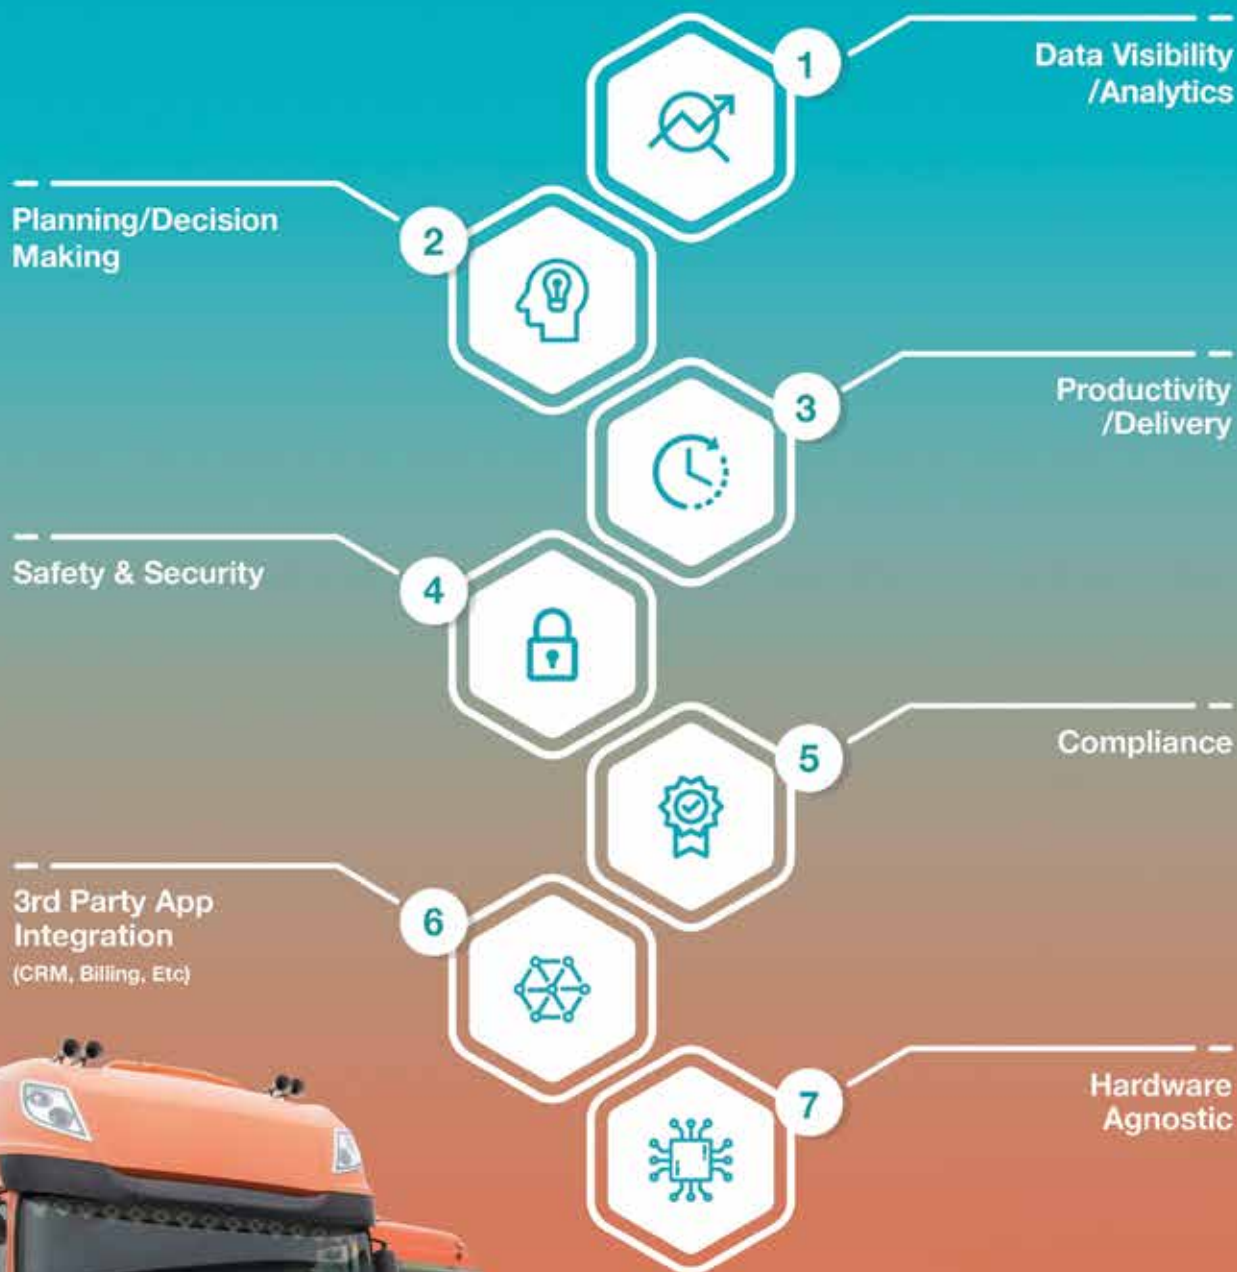 1
Data Visibility
/Analytics
2
Planning/Decision
Making
3
Productivity
/Delivery
4
Safety & Security
5
Compliance
6
3rd Party App
Integration
(CRM, Billing, Etc)
7
Hardware
Agnostic